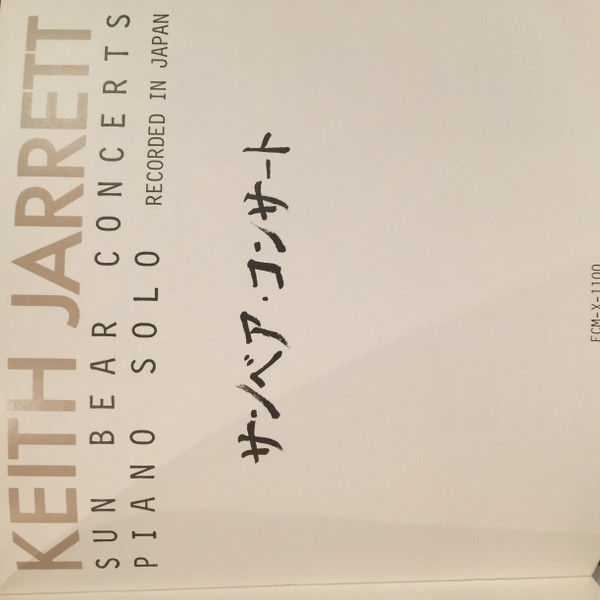 KEITH JARRETT
SUN BEAR CONCERTS
PIANO SOLO RECORDED IN JAPAN
サンベア・コンサート
ECM-X-1100